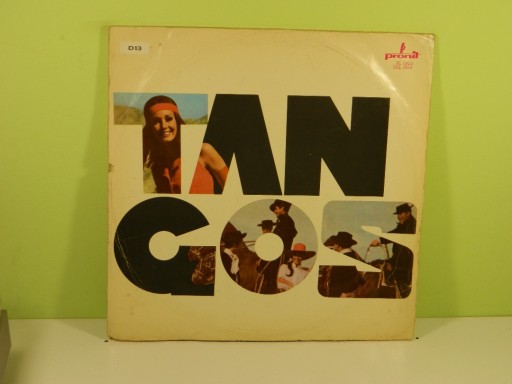 D13
pronit
TAN
GOS